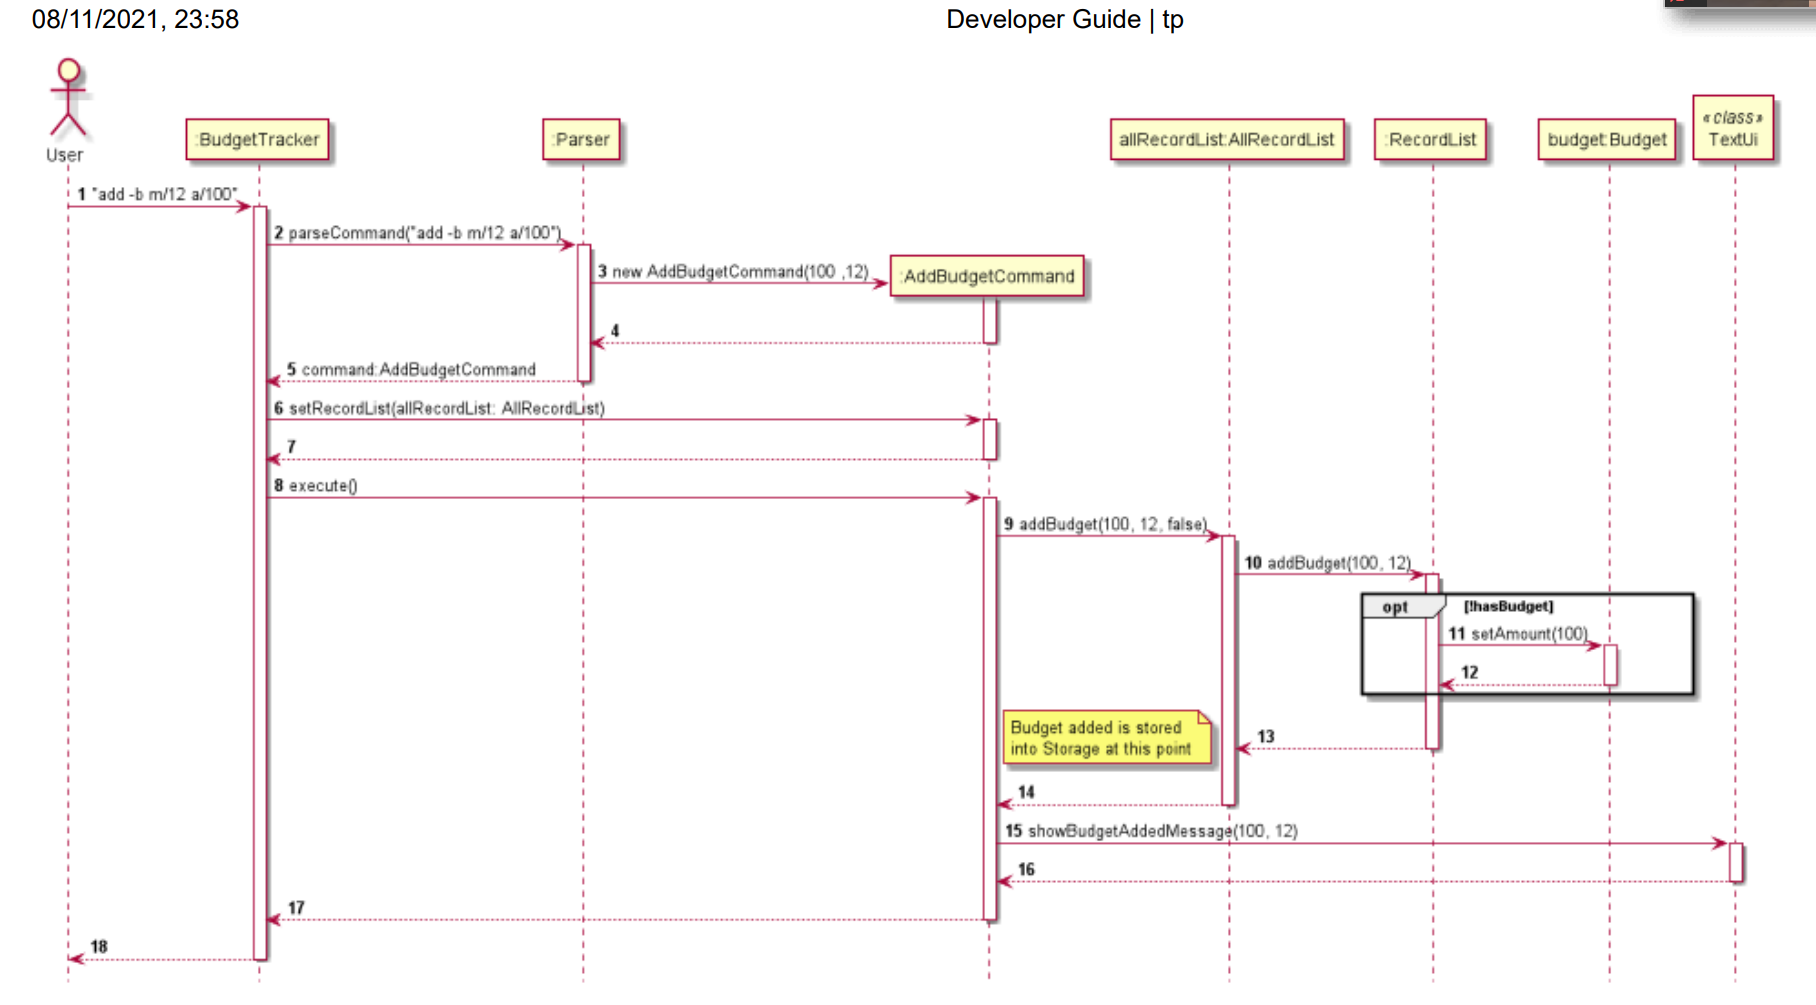 08/11/2021, 23:58
Developer Guide | tp
User
:BudgetTracker
:Parser
allRecordList:AllRecordList
:RecordList
budget:Budget
«class»
TextUi
1 "add -b m/12 a/100"
2 parseCommand("add -b m/12 a/100")
3 new AddBudgetCommand(100 ,12)
:AddBudgetCommand
4
5 command:AddBudgetCommand
6 setRecordList(allRecordList: AllRecordList)
7
8 execute()
9 addBudget(100, 12, false)
10 addBudget(100, 12)
opt
[!hasBudget]
11 setAmount(100)
12
Budget added is stored
into Storage at this point
13
14
15 showBudgetAddedMessage(100, 12)
16
17
18